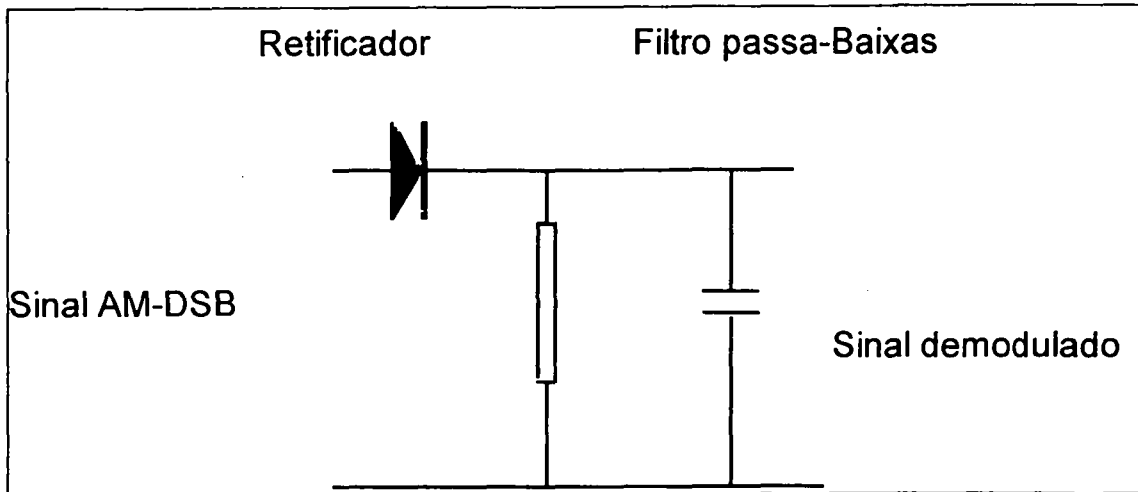 Retificador
Filtro passa-Baixas
Sinal AM-DSB
Sinal demodulado